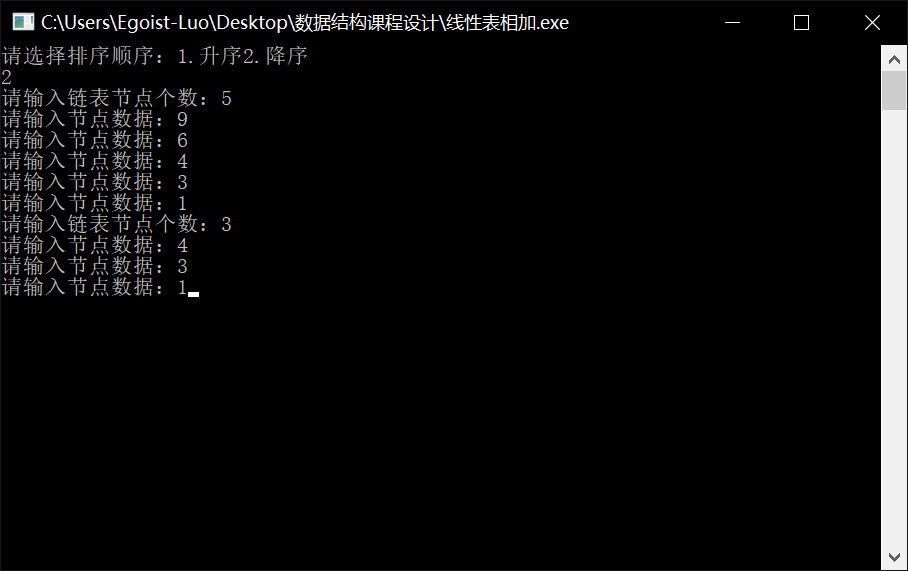 C:\Users\Egoist-Luo\Desktop\数据结构课程设计\线性表相加.exe
请选择排序顺序：1.升序2.降序
2
请输入链表节点个数：5
请输入节点数据：9
请输入节点数据：6
请输入节点数据：4
请输入节点数据：3
请输入节点数据：1
请输入链表节点个数：3
请输入节点数据：4
请输入节点数据：3
请输入节点数据：1